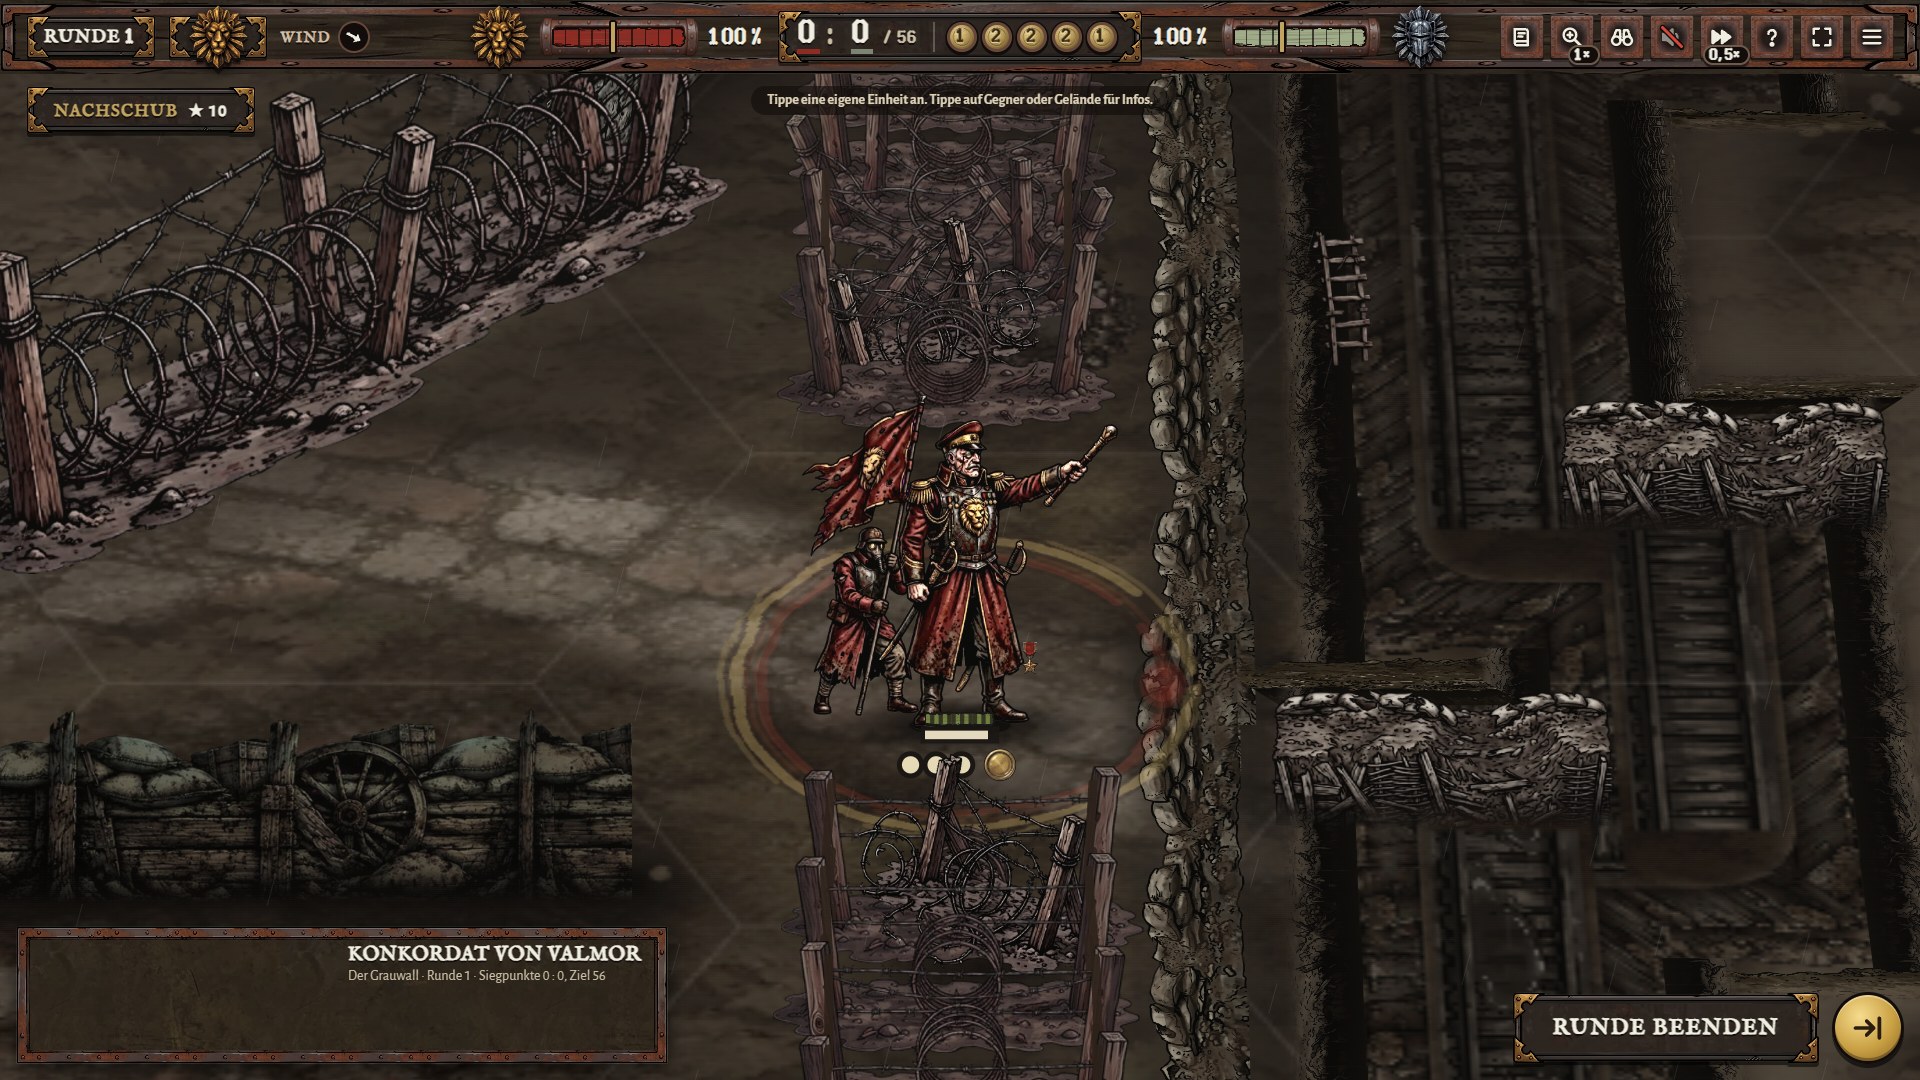 RUNDE 1
WIND
100 %
0 : 0 / 56
1 2 2 2 1
100 %
1×
0,5×
?
NACHSCHUB ★ 10
Tippe eine eigene Einheit an. Tippe auf Gegner oder Gelände für Infos.
KONKORDAT VON VALMOR
Der Grauwall · Runde 1 · Siegpunkte 0 : 0, Ziel 56
RUNDE BEENDEN